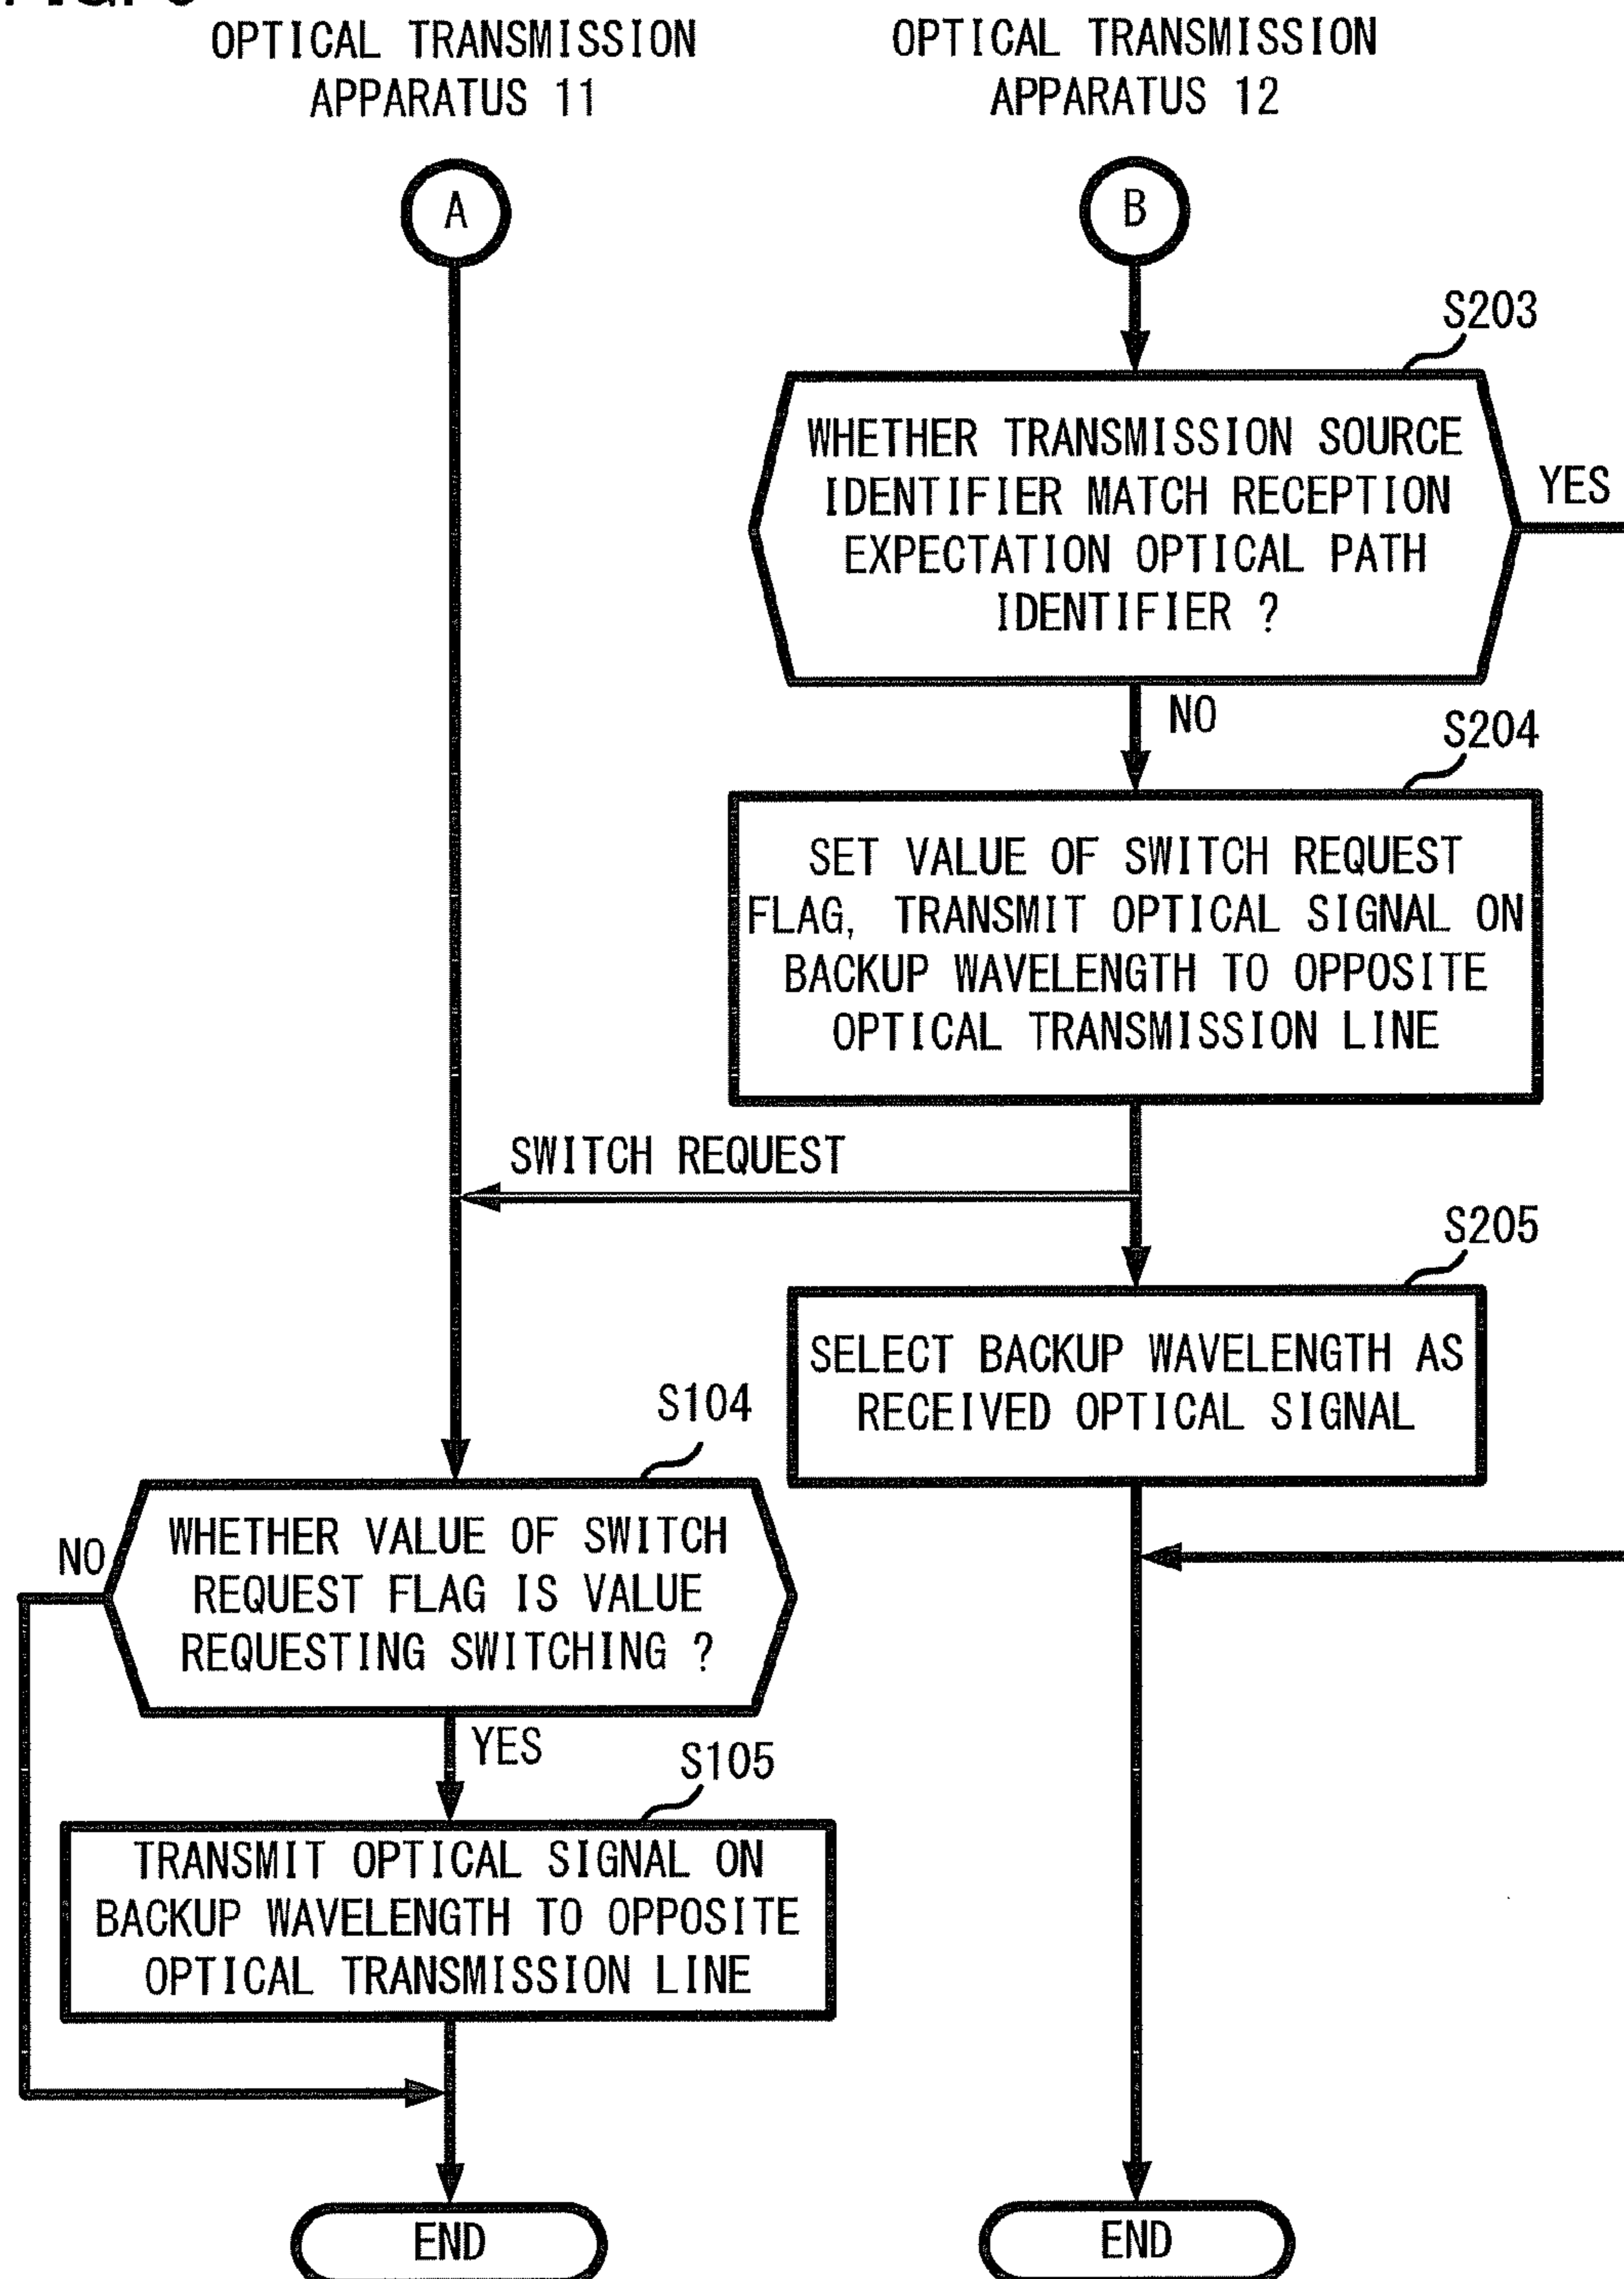 OPTICAL TRANSMISSION
APPARATUS 11
OPTICAL TRANSMISSION
APPARATUS 12
A
B
S203
WHETHER TRANSMISSION SOURCE
IDENTIFIER MATCH RECEPTION
EXPECTATION OPTICAL PATH
IDENTIFIER ?
YES
NO
S204
SET VALUE OF SWITCH REQUEST
FLAG, TRANSMIT OPTICAL SIGNAL ON
BACKUP WAVELENGTH TO OPPOSITE
OPTICAL TRANSMISSION LINE
SWITCH REQUEST
S205
SELECT BACKUP WAVELENGTH AS
RECEIVED OPTICAL SIGNAL
S104
WHETHER VALUE OF SWITCH
REQUEST FLAG IS VALUE
REQUESTING SWITCHING ?
NO
YES
S105
TRANSMIT OPTICAL SIGNAL ON
BACKUP WAVELENGTH TO OPPOSITE
OPTICAL TRANSMISSION LINE
END
END